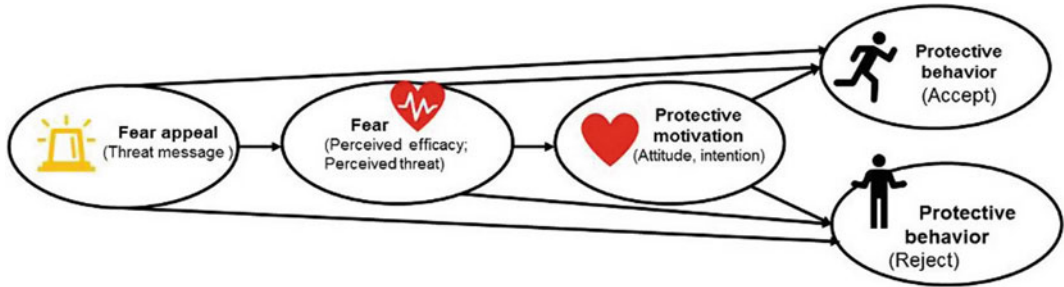 Fear appeal
(Threat message )
Fear
(Perceived efficacy;
Perceived threat)
Protective
motivation
(Attitude, intention)
Protective
behavior
(Accept)
Protective
behavior
(Reject)